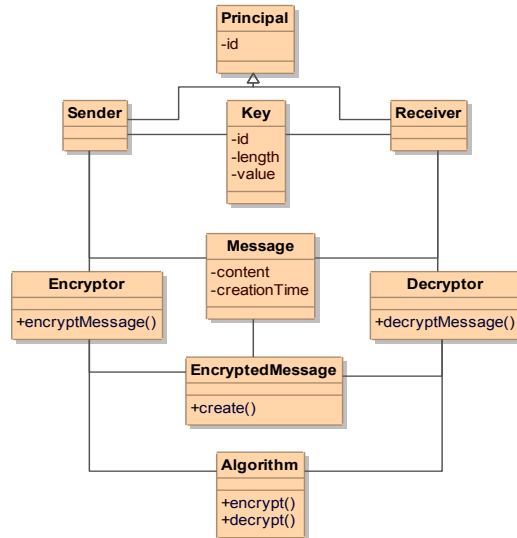 Principal
-id
Sender
Key
Receiver
-id
-length
-value
Message
-content
-creationTime
Encryptor
+encryptMessage()
Decryptor
+decryptMessage()
EncryptedMessage
+create()
Algorithm
+encrypt()
+decrypt()